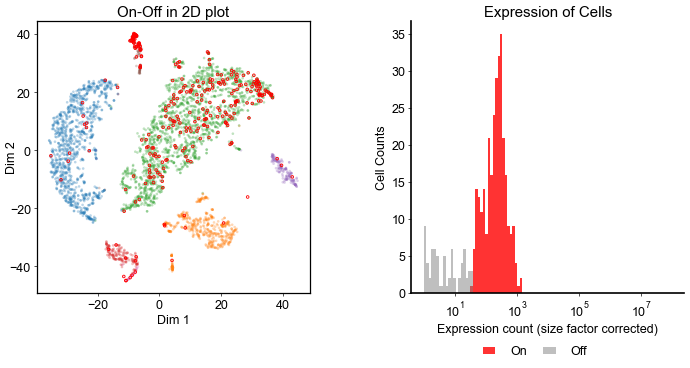 On-Off in 2D plot
40
20
0
−20
−40
Dim 2
−20 0 20 40
Dim 1
Expression of Cells
35
30
25
20
15
10
5
0
Cell Counts
10^1 10^3 10^5 10^7
Expression count (size factor corrected)
On Off